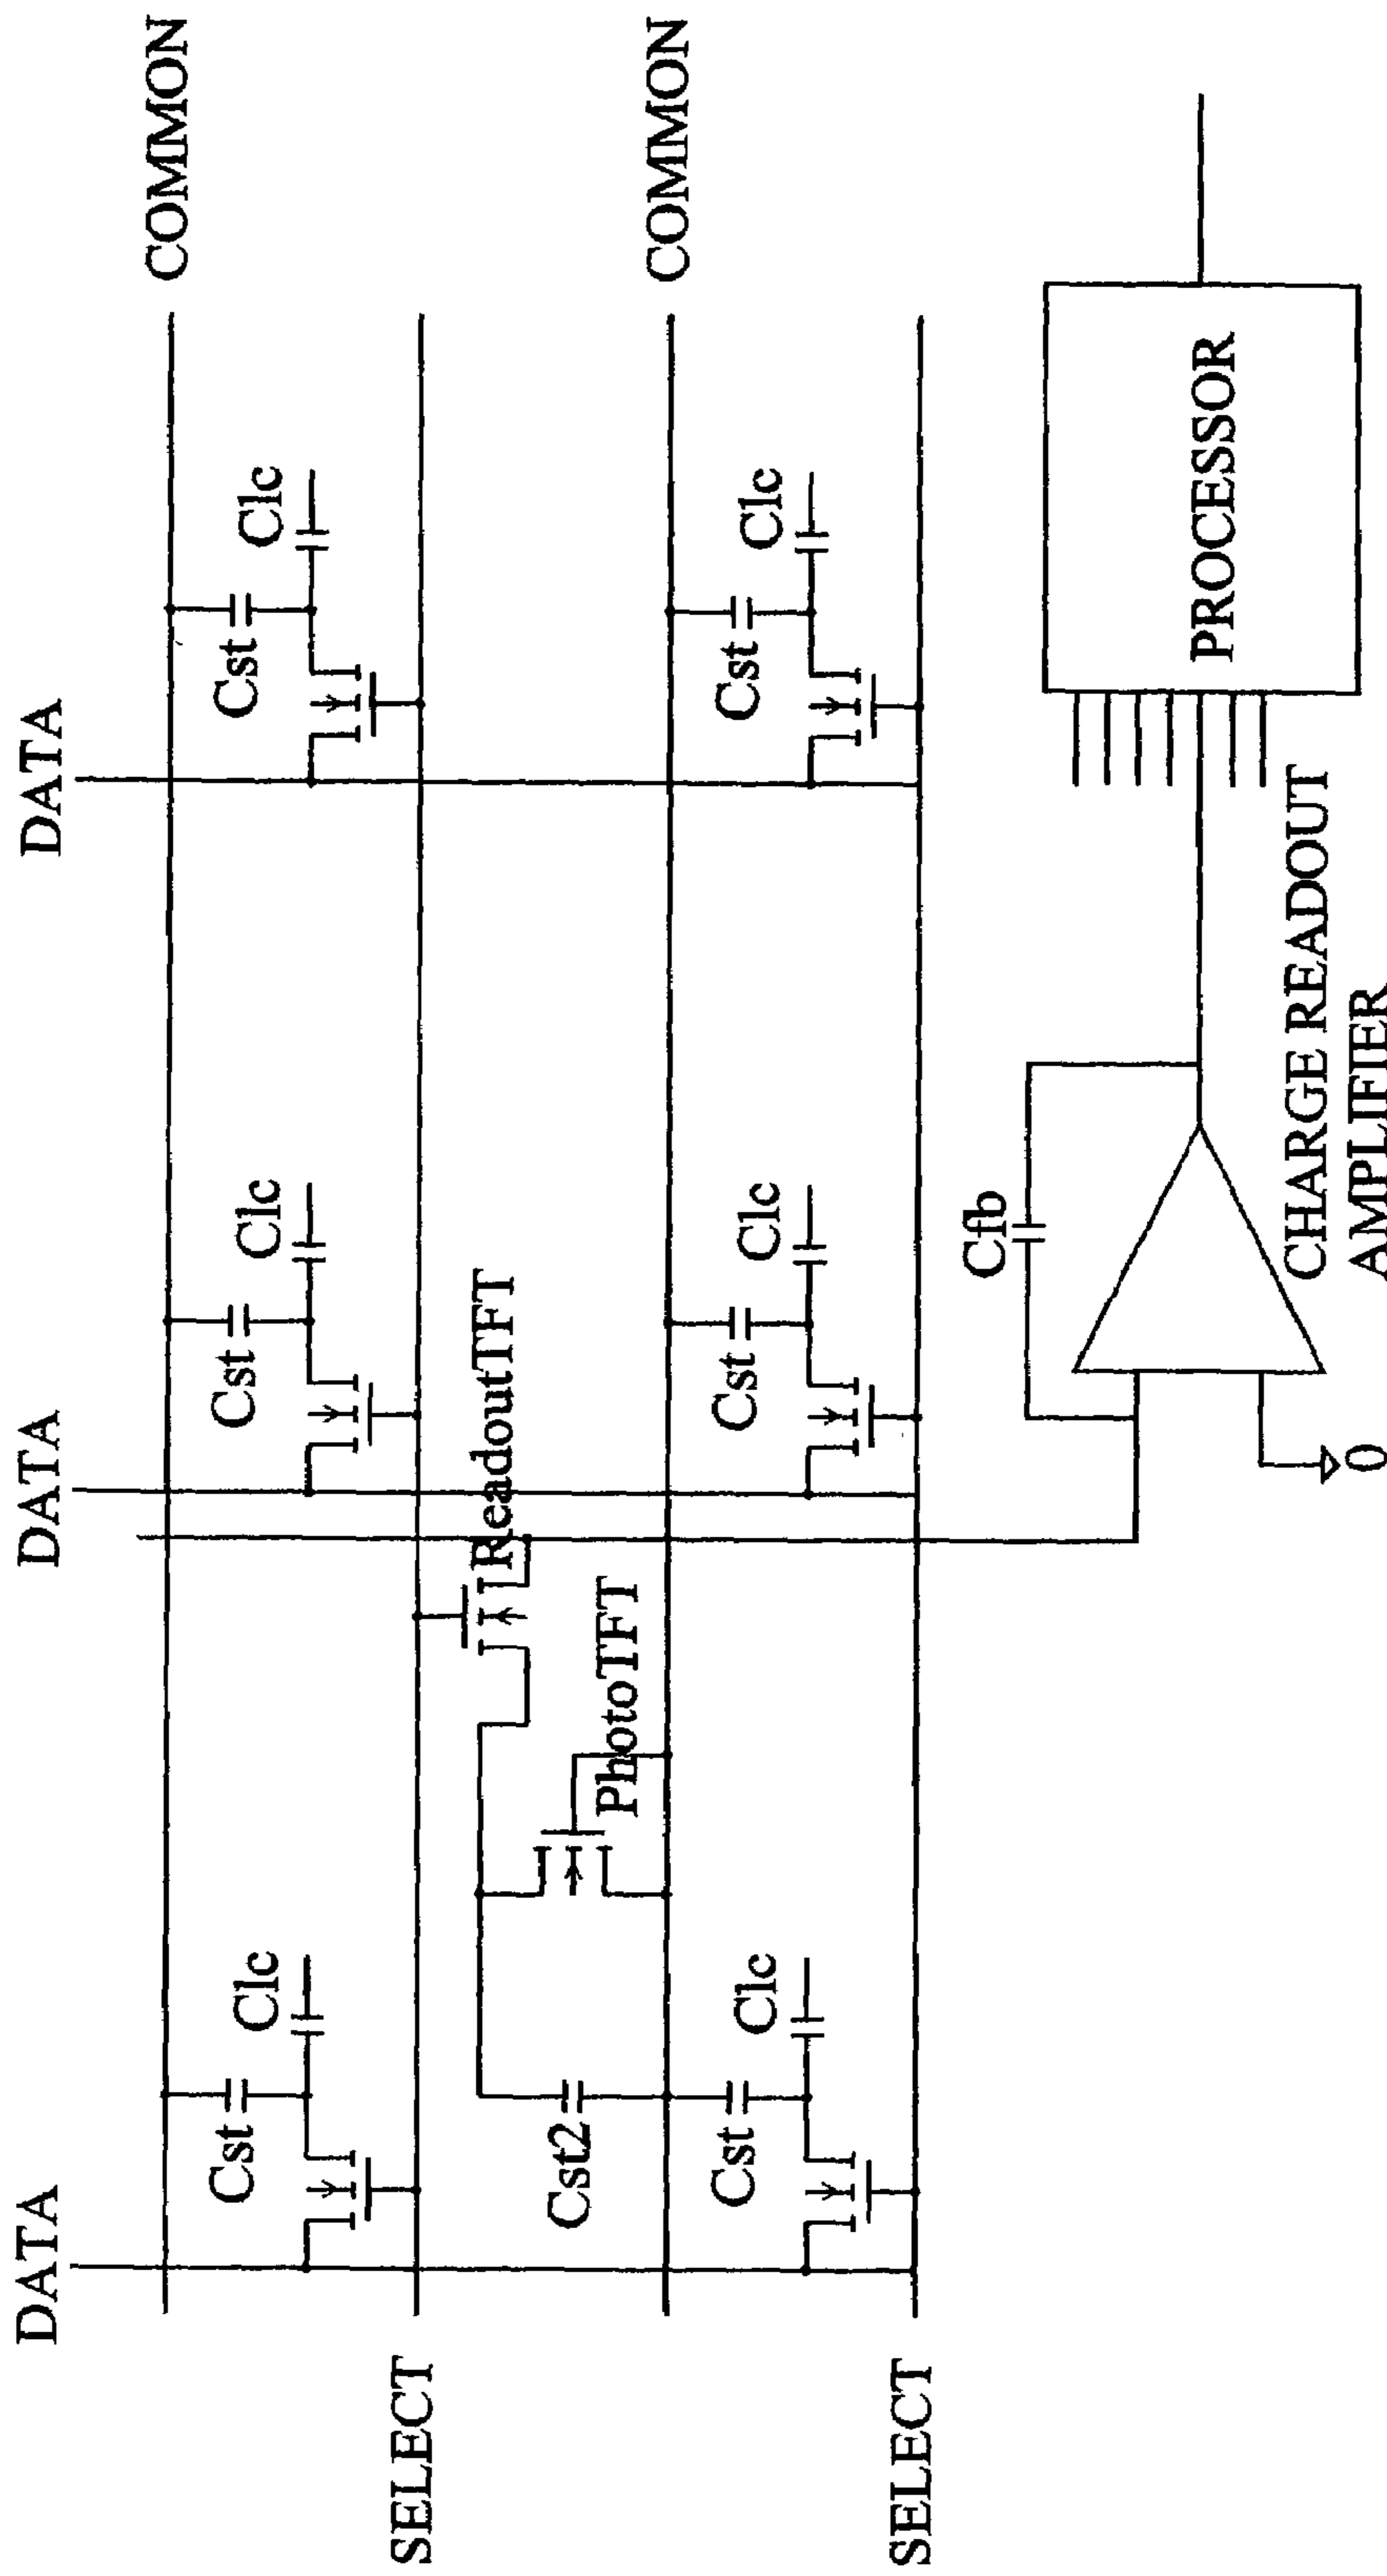 DATA
DATA
DATA
COMMON
Cst
Clc
Cst
Clc
Cst
Clc
SELECT
ReadoutTFT
PhotoTFT
Cst2
COMMON
Cst
Clc
Cst
Clc
Cst
Clc
SELECT
Cfb
PROCESSOR
CHARGE READOUT
AMPLIFIER
0